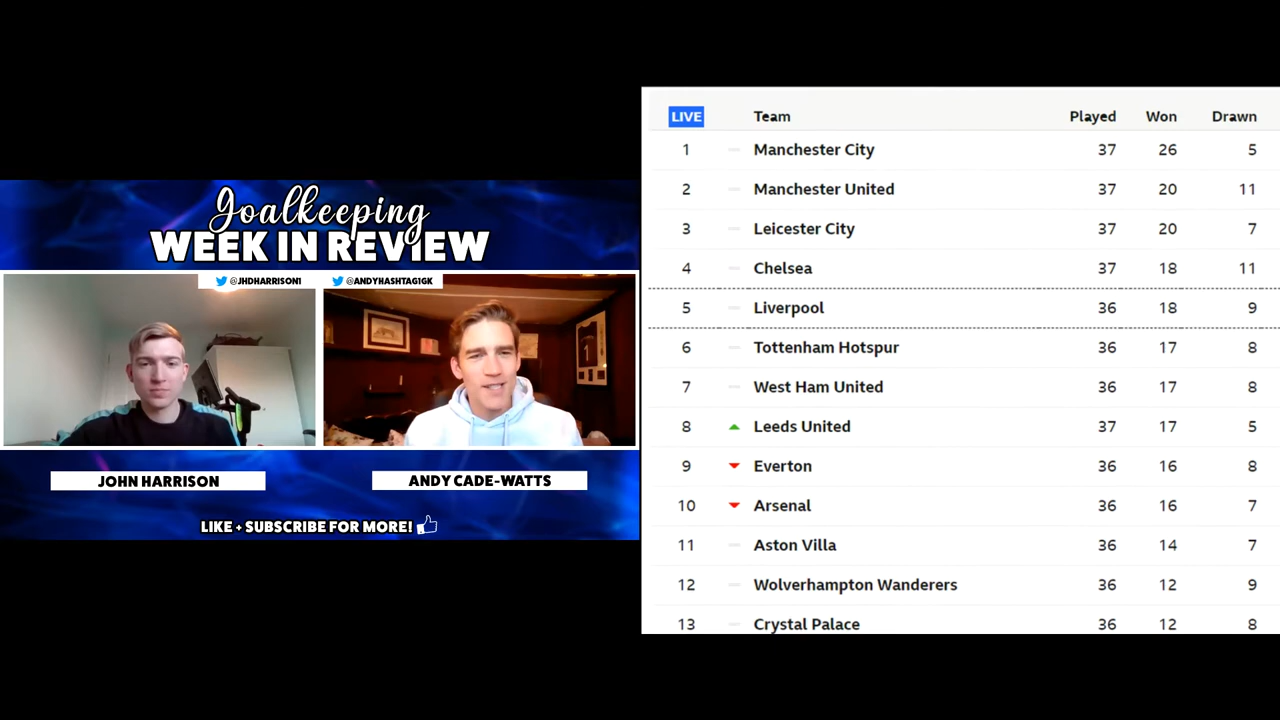 Goalkeeping
WEEK IN REVIEW
@JHDHARRISON1 @ANDYHASHTAG1GK
1
JOHN HARRISON ANDY CADE-WATTS
LIKE + SUBSCRIBE FOR MORE!
LIVE Team Played Won Drawn
1 Manchester City 37 26 5
2 Manchester United 37 20 11
3 Leicester City 37 20 7
4 Chelsea 37 18 11
5 Liverpool 36 18 9
6 Tottenham Hotspur 36 17 8
7 West Ham United 36 17 8
8 Leeds United 37 17 5
9 Everton 36 16 8
10 Arsenal 36 16 7
11 Aston Villa 36 14 7
12 Wolverhampton Wanderers 36 12 9
13 Crystal Palace 36 12 8